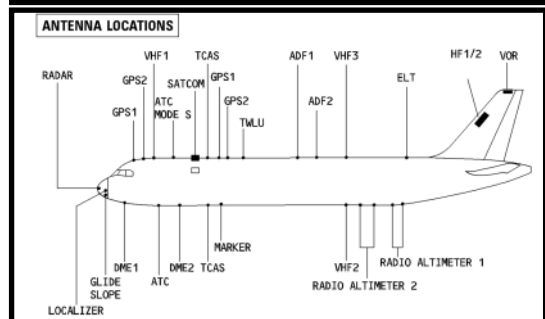 ANTENNA LOCATIONS
RADAR
GPS1
GPS2
VHF1
ATC
MODE S
SATCOM
TCAS
GPS1
GPS2
TWLU
ADF1
ADF2
VHF3
ELT
HF1/2
VOR
LOCALIZER
GLIDE
SLOPE
DME1
ATC
DME2
TCAS
MARKER
VHF2
RADIO ALTIMETER 2
RADIO ALTIMETER 1